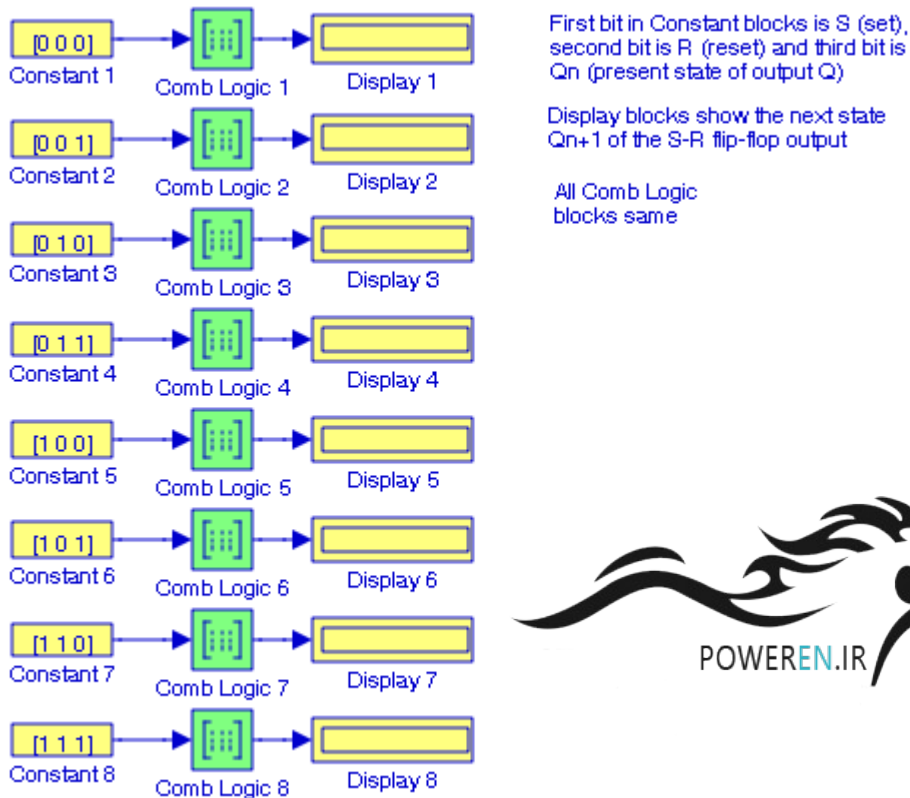 [0 0 0]
Constant 1
Comb Logic 1
Display 1
[0 0 1]
Constant 2
Comb Logic 2
Display 2
[0 1 0]
Constant 3
Comb Logic 3
Display 3
[0 1 1]
Constant 4
Comb Logic 4
Display 4
[1 0 0]
Constant 5
Comb Logic 5
Display 5
[1 0 1]
Constant 6
Comb Logic 6
Display 6
[1 1 0]
Constant 7
Comb Logic 7
Display 7
[1 1 1]
Constant 8
Comb Logic 8
Display 8
First bit in Constant blocks is S (set),
second bit is R (reset) and third bit is
Qn (present state of output Q)
Display blocks show the next state
Qn+1 of the S-R flip-flop output
All Comb Logic
blocks same
POWEREN.IR